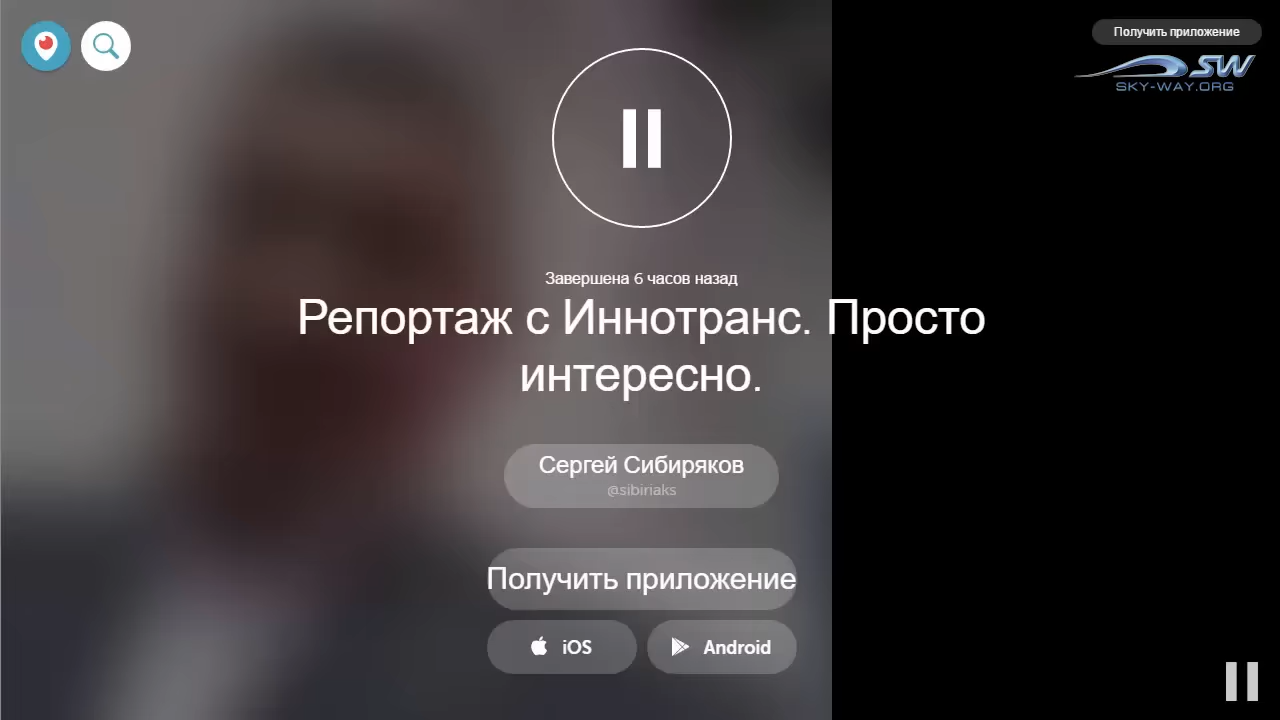 Получить приложение
SW
SKY-WAY.ORG
Завершена 6 часов назад
Репортаж с Иннотранс. Просто
интересно.
Сергей Сибиряков
@sibiriaks
Получить приложение
iOS
Android